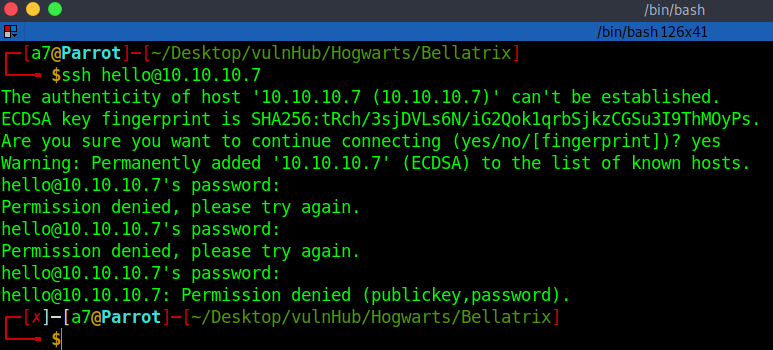 /bin/bash
/bin/bash 126x41
[a7@Parrot]─[~/Desktop/vulnHub/Hogwarts/Bellatrix]
$ssh hello@10.10.10.7
The authenticity of host '10.10.10.7 (10.10.10.7)' can't be established.
ECDSA key fingerprint is SHA256:tRch/3sjDVLs6N/iG2Qok1qrbSjkzCGSu3I9ThMOyPs.
Are you sure you want to continue connecting (yes/no/[fingerprint])? yes
Warning: Permanently added '10.10.10.7' (ECDSA) to the list of known hosts.
hello@10.10.10.7's password:
Permission denied, please try again.
hello@10.10.10.7's password:
Permission denied, please try again.
hello@10.10.10.7's password:
hello@10.10.10.7: Permission denied (publickey,password).
[✗]─[a7@Parrot]─[~/Desktop/vulnHub/Hogwarts/Bellatrix]
$